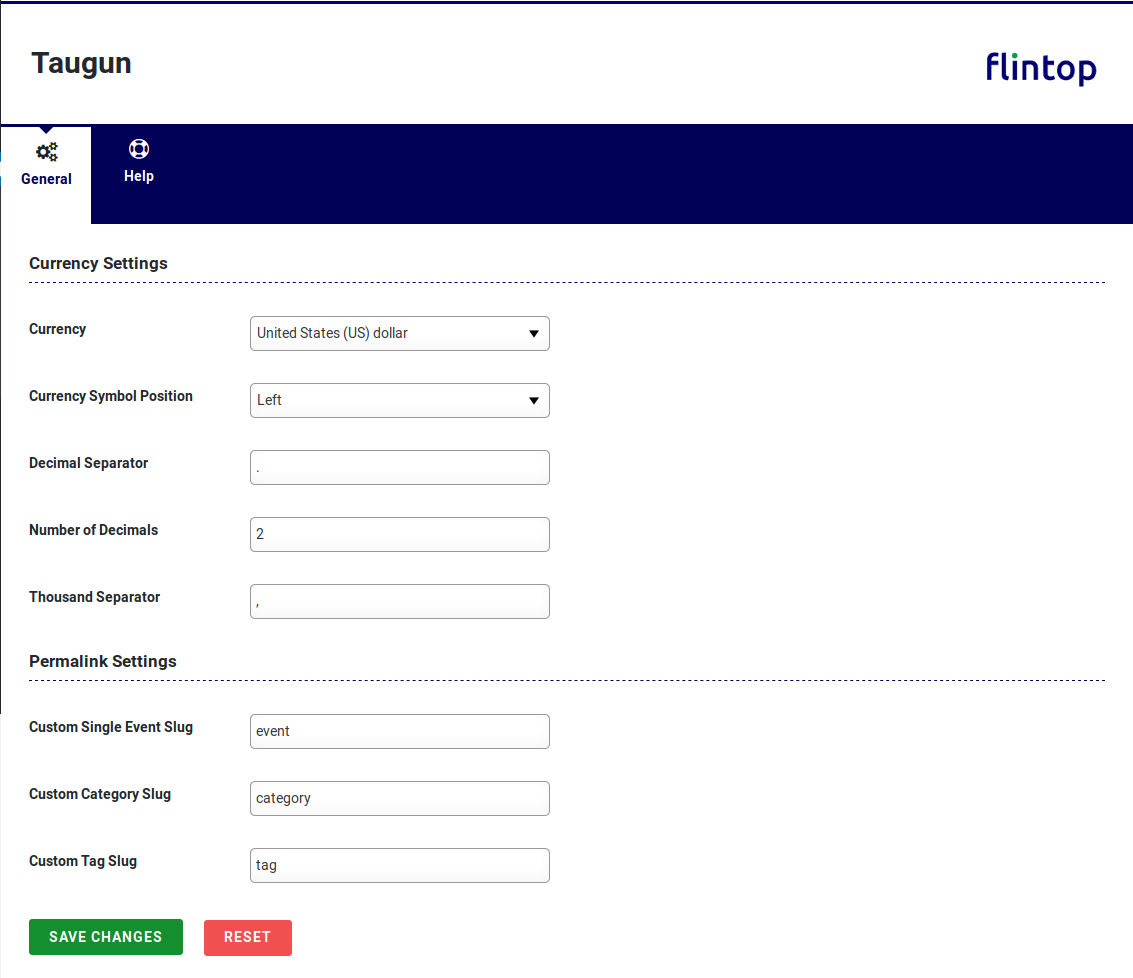 Taugun
flintop
General
Help
Currency Settings
Currency
United States (US) dollar
Currency Symbol Position
Left
Decimal Separator
.
Number of Decimals
2
Thousand Separator
,
Permalink Settings
Custom Single Event Slug
event
Custom Category Slug
category
Custom Tag Slug
tag
SAVE CHANGES
RESET